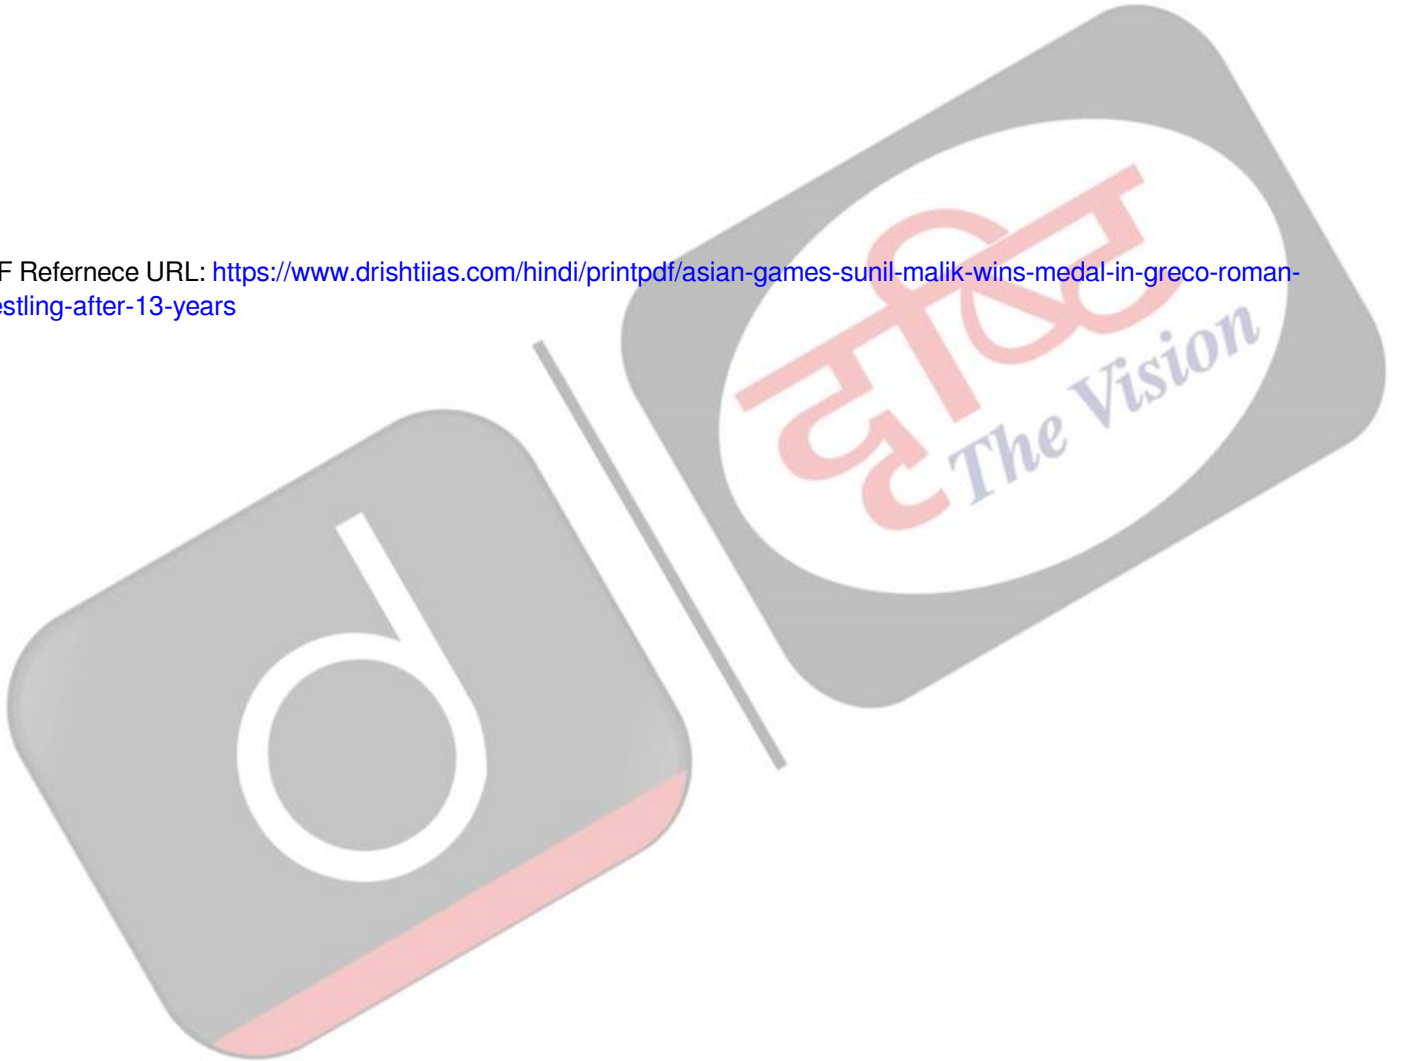 F Refernece URL: https://www.drishtiias.com/hindi/printpdf/asian-games-sunil-malik-wins-medal-in-greco-roman-
estling-after-13-years
दृष्टि
The Vision
d